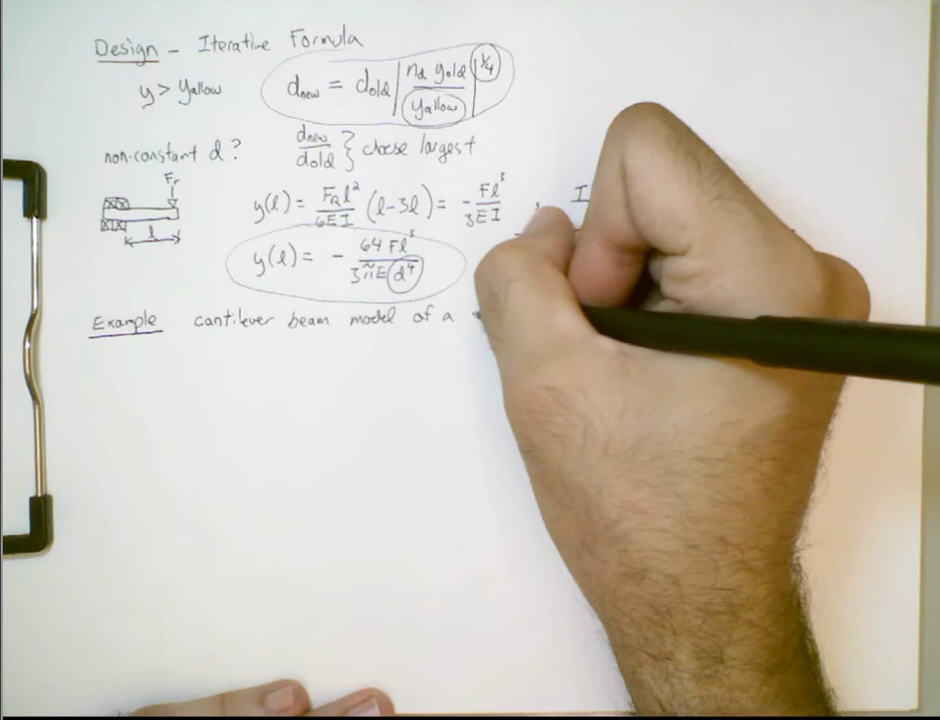 Design - Iterative Formula
y > yallow dnew = dold | nd yold / yallow |^1/4
non-constant d? dnew / dold } choose largest
Fr
l
y(l) = FRl² / 6EI (l-3l) = - Fl³ / 3EI , I
y(l) = - 64 Fl³ / 3πE d⁴
Example cantilever beam model of a